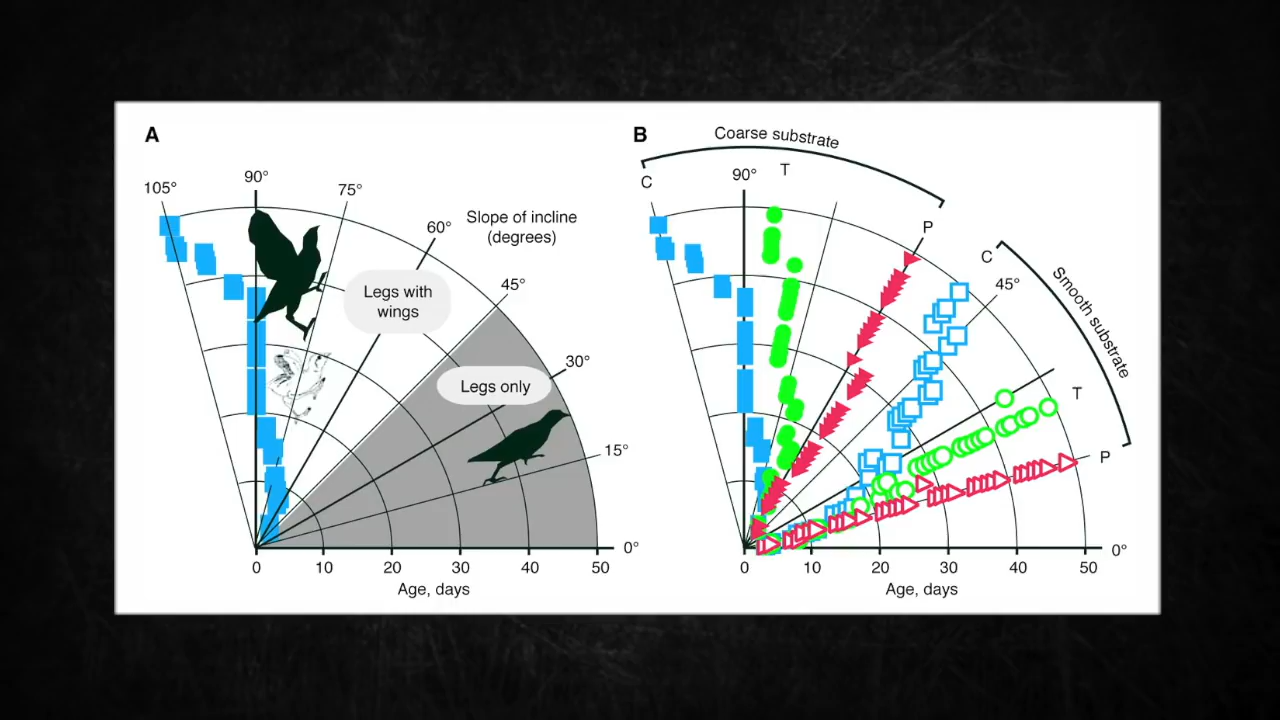 A
105°
90°
75°
60°
Slope of incline
(degrees)
45°
Legs with
wings
30°
Legs only
15°
0°
0 10 20 30 40 50
Age, days
B
Coarse substrate
C
90°
T
P
C
45°
Smooth substrate
T
P
0°
0 10 20 30 40 50
Age, days